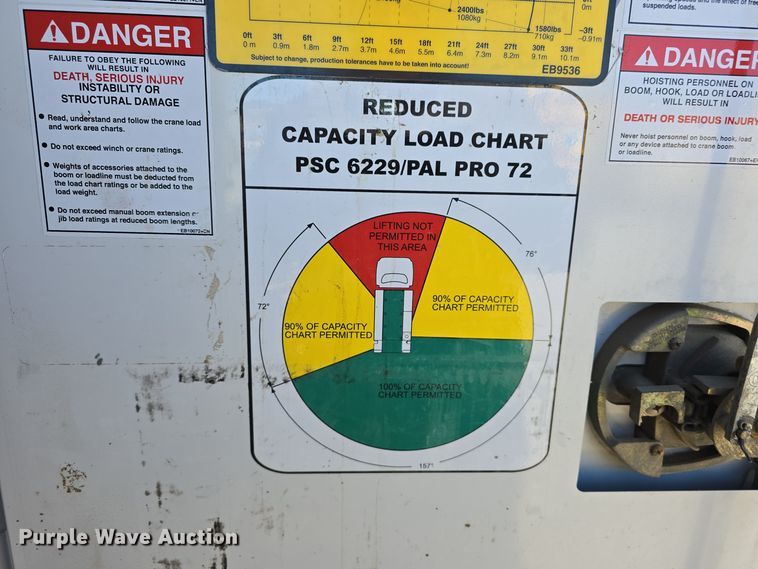 DANGER
FAILURE TO OBEY THE FOLLOWING
WILL RESULT IN
DEATH, SERIOUS INJURY
INSTABILITY OR
STRUCTURAL DAMAGE
● Read, understand and follow the crane load
and work area charts.
● Do not exceed winch or crane ratings.
● Weights of accessories attached to the
boom or loadline must be deducted from
the load chart ratings or be added to the
load weight.
● Do not exceed manual boom extension or
jib load ratings at reduced boom lengths.
EB10072+CN
2400lbs
1080kg
1580lbs
710kg
0m
-3ft
-0.91m
0ft 3ft 6ft 9ft 12ft 15ft 18ft 21ft 24ft 27ft 30ft 33ft
0 m 0.9m 1.8m 2.7m 3.7m 4.6m 5.5m 6.4m 7.3m 8.2m 9.1m 10.1m
Subject to change, production tolerances have to be taken into account!
EB9536
suspended loads.
DANGER
HOISTING PERSONNEL ON
BOOM, HOOK, LOAD OR LOADLI
WILL RESULT IN
DEATH OR SERIOUS INJURY
Never hoist personnel on boom, hook, load
or any device attached to crane boom
or loadline.
REDUCED
CAPACITY LOAD CHART
PSC 6229/PAL PRO 72
LIFTING NOT
PERMITTED IN
THIS AREA
76°
72°
90% OF CAPACITY
CHART PERMITTED
90% OF CAPACITY
CHART PERMITTED
100% OF CAPACITY
CHART PERMITTED
157°
Purple Wave Auction